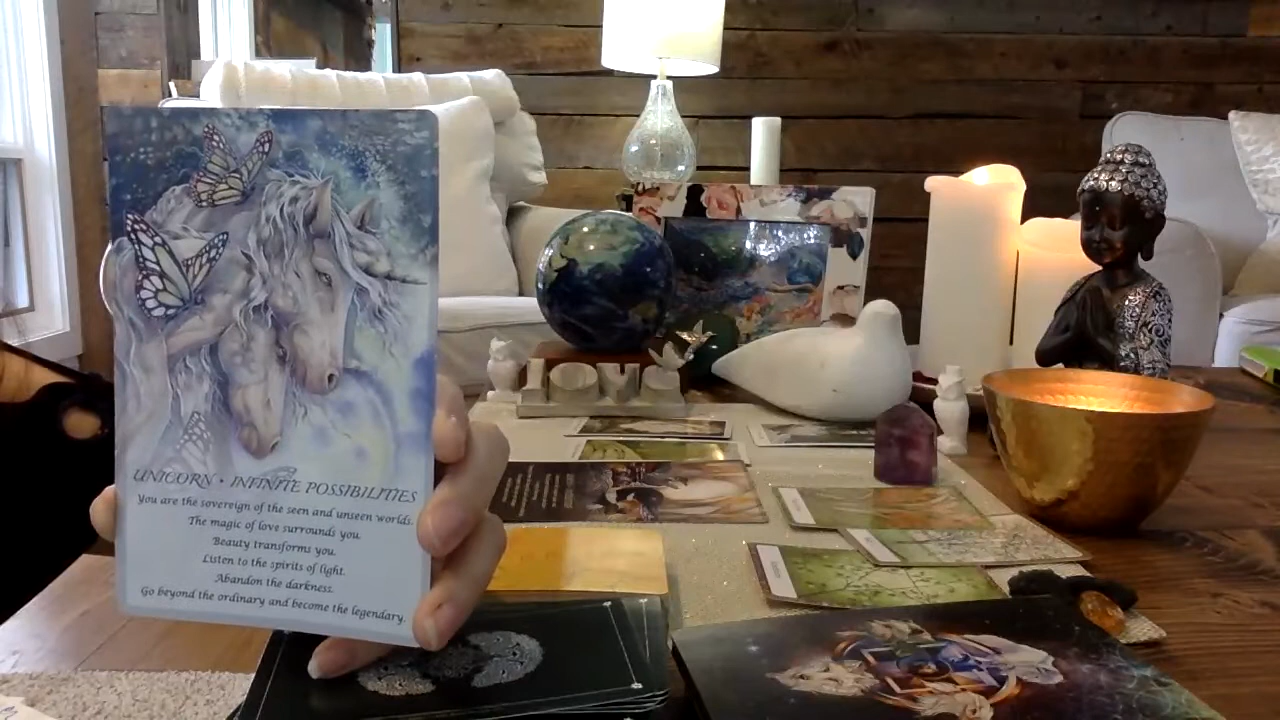 UNICORN • INFINITE POSSIBILITIES
You are the sovereign of the seen and unseen worlds.
The magic of love surrounds you.
Beauty transforms you.
Listen to the spirits of light.
Abandon the darkness.
Go beyond the ordinary and become the legendary.
LOVE